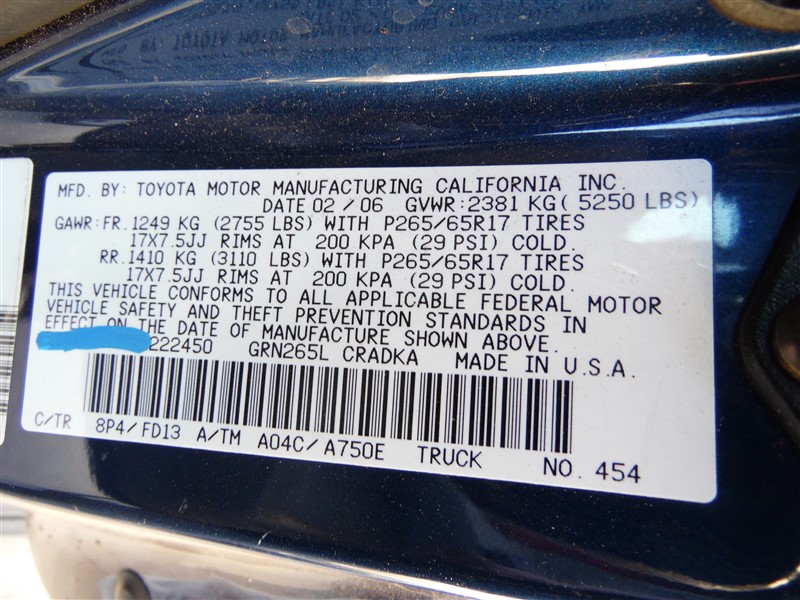 MFD. BY: TOYOTA MOTOR MANUFACTURING CALIFORNIA INC.
DATE 02 / 06 GVWR: 2381 KG ( 5250 LBS)
GAWR: FR. 1249 KG (2755 LBS) WITH P265/65R17 TIRES
17X7.5JJ RIMS AT 200 KPA (29 PSI) COLD.
RR. 1410 KG (3110 LBS) WITH P265/65R17 TIRES
17X7.5JJ RIMS AT 200 KPA (29 PSI) COLD.
THIS VEHICLE CONFORMS TO ALL APPLICABLE FEDERAL MOTOR
VEHICLE SAFETY AND THEFT PREVENTION STANDARDS IN
EFFECT ON THE DATE OF MANUFACTURE SHOWN ABOVE.
222450 GRN265L CRADKA MADE IN U.S.A.
C/TR 8P4/ FD13 A/TM A04C/ A750E TRUCK NO. 454